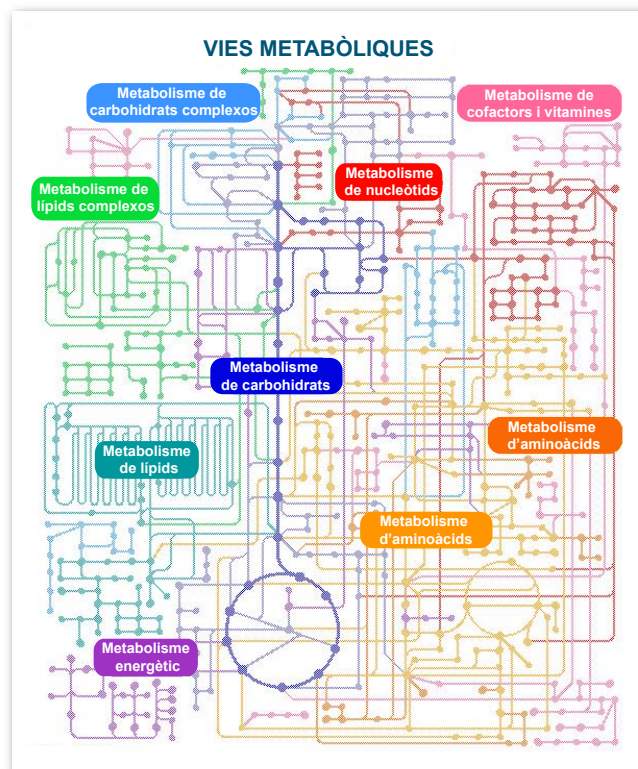 VIES METABÒLIQUES
Metabolisme de
carbohidrats complexos
Metabolisme de
cofactors i vitamines
Metabolisme
de nucleòtids
Metabolisme de
lípids complexos
Metabolisme
de carbohidrats
Metabolisme
d'aminoàcids
Metabolisme
de lípids
Metabolisme
d'aminoàcids
Metabolisme
energètic